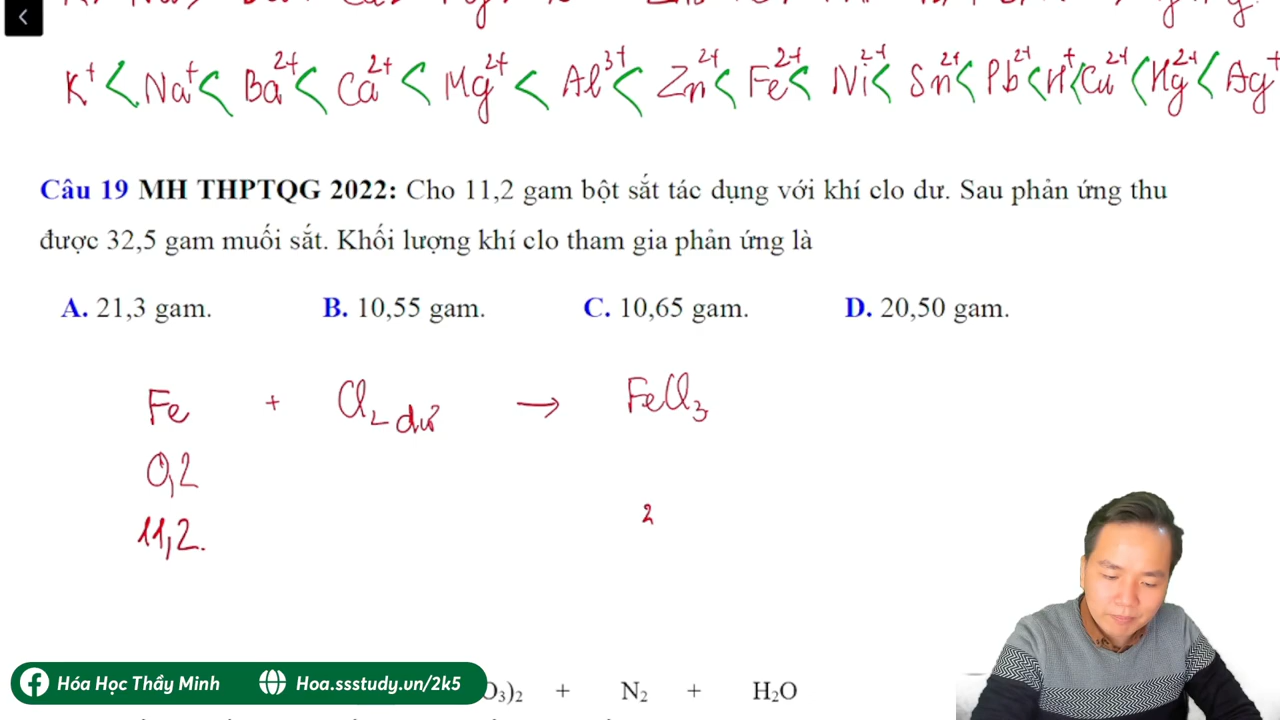 K⁺ < Na⁺ < Ba²⁺ < Ca²⁺ < Mg²⁺ < Al³⁺ < Zn²⁺ < Fe²⁺ < Ni²⁺ < Sn²⁺ < Pb²⁺ < H⁺ < Cu²⁺ < Hg²⁺ < Ag⁺
Câu 19 MH THPTQG 2022: Cho 11,2 gam bột sắt tác dụng với khí clo dư. Sau phản ứng thu
được 32,5 gam muối sắt. Khối lượng khí clo tham gia phản ứng là
A. 21,3 gam. B. 10,55 gam. C. 10,65 gam. D. 20,50 gam.
Fe + Cl₂ dư → FeCl₃
0,2
11,2.
O₃)₂ + N₂ + H₂O
Hóa Học Thầy Minh Hoa.ssstudy.vn/2k5